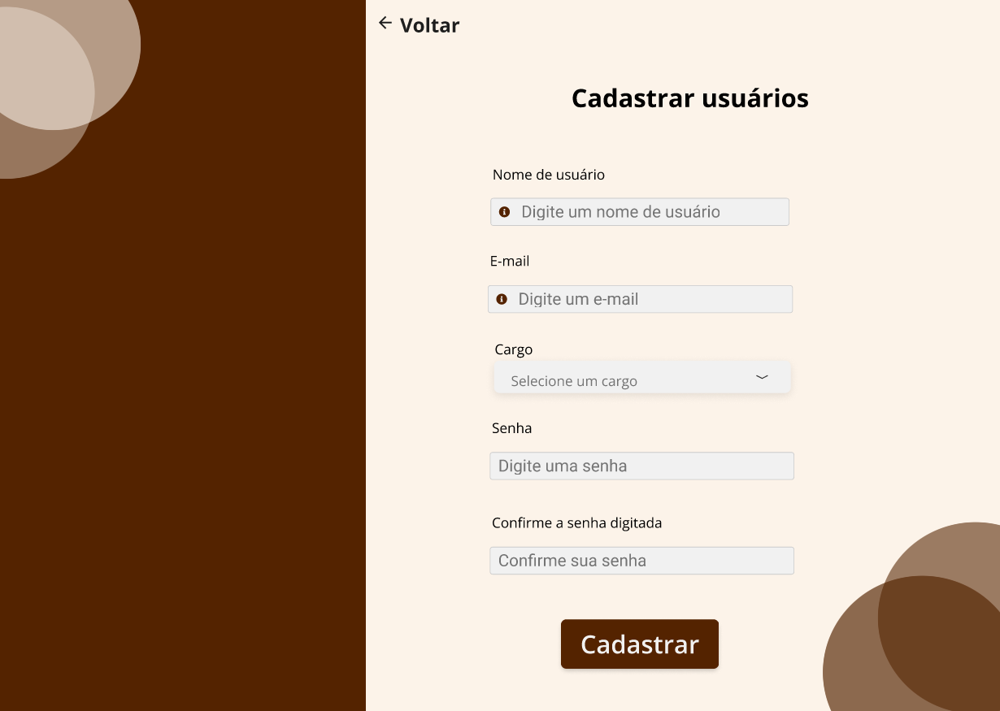 Voltar
Cadastrar usuários
Nome de usuário
Digite um nome de usuário
E-mail
Digite um e-mail
Cargo
Selecione um cargo
Senha
Digite uma senha
Confirme a senha digitada
Confirme sua senha
Cadastrar